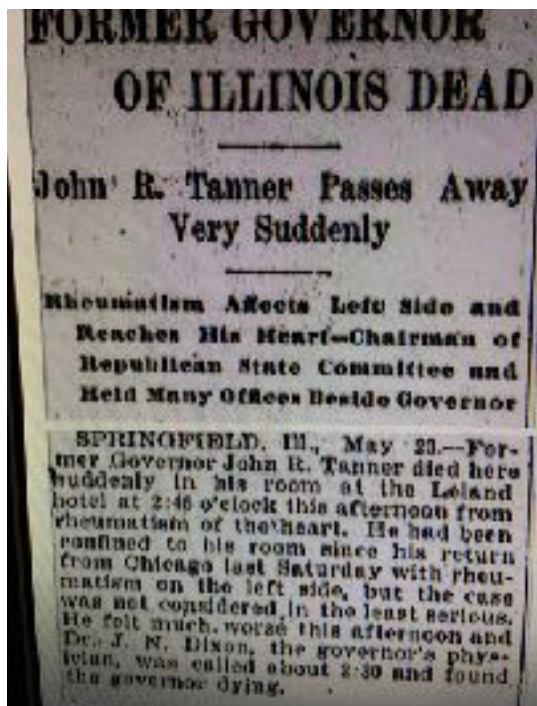 FORMER GOVERNOR
OF ILLINOIS DEAD
John R. Tanner Passes Away
Very Suddenly
Rheumatism Affects Left Side and
Reaches His Heart—Chairman of
Republican State Committee and
Held Many Offices Beside Governor
SPRINGFIELD, Ill., May 23.—For-
mer Governor John R. Tanner died here
suddenly in his room at the Leland
hotel at 2:46 o'clock this afternoon from
rheumatism of the heart. He had been
confined to his room since his return
from Chicago last Saturday with rheu-
matism on the left side, but the case
was not considered in the least serious.
He felt much worse this afternoon and
Dr. J. N. Dixon, the governor's phys-
ician, was called about 2:30 and found
the governor dying.